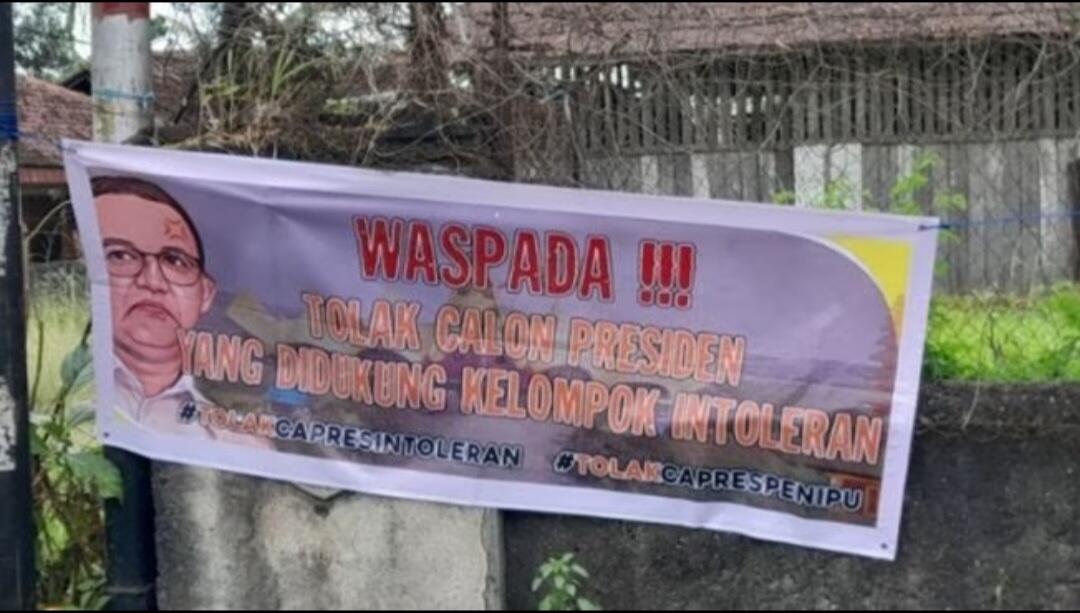 WASPADA !!!
TOLAK CALON PRESIDEN
YANG DIDUKUNG KELOMPOK INTOLERAN
#TOLAKCAPRESINTOLERAN #TOLAKCAPRESPENIPU